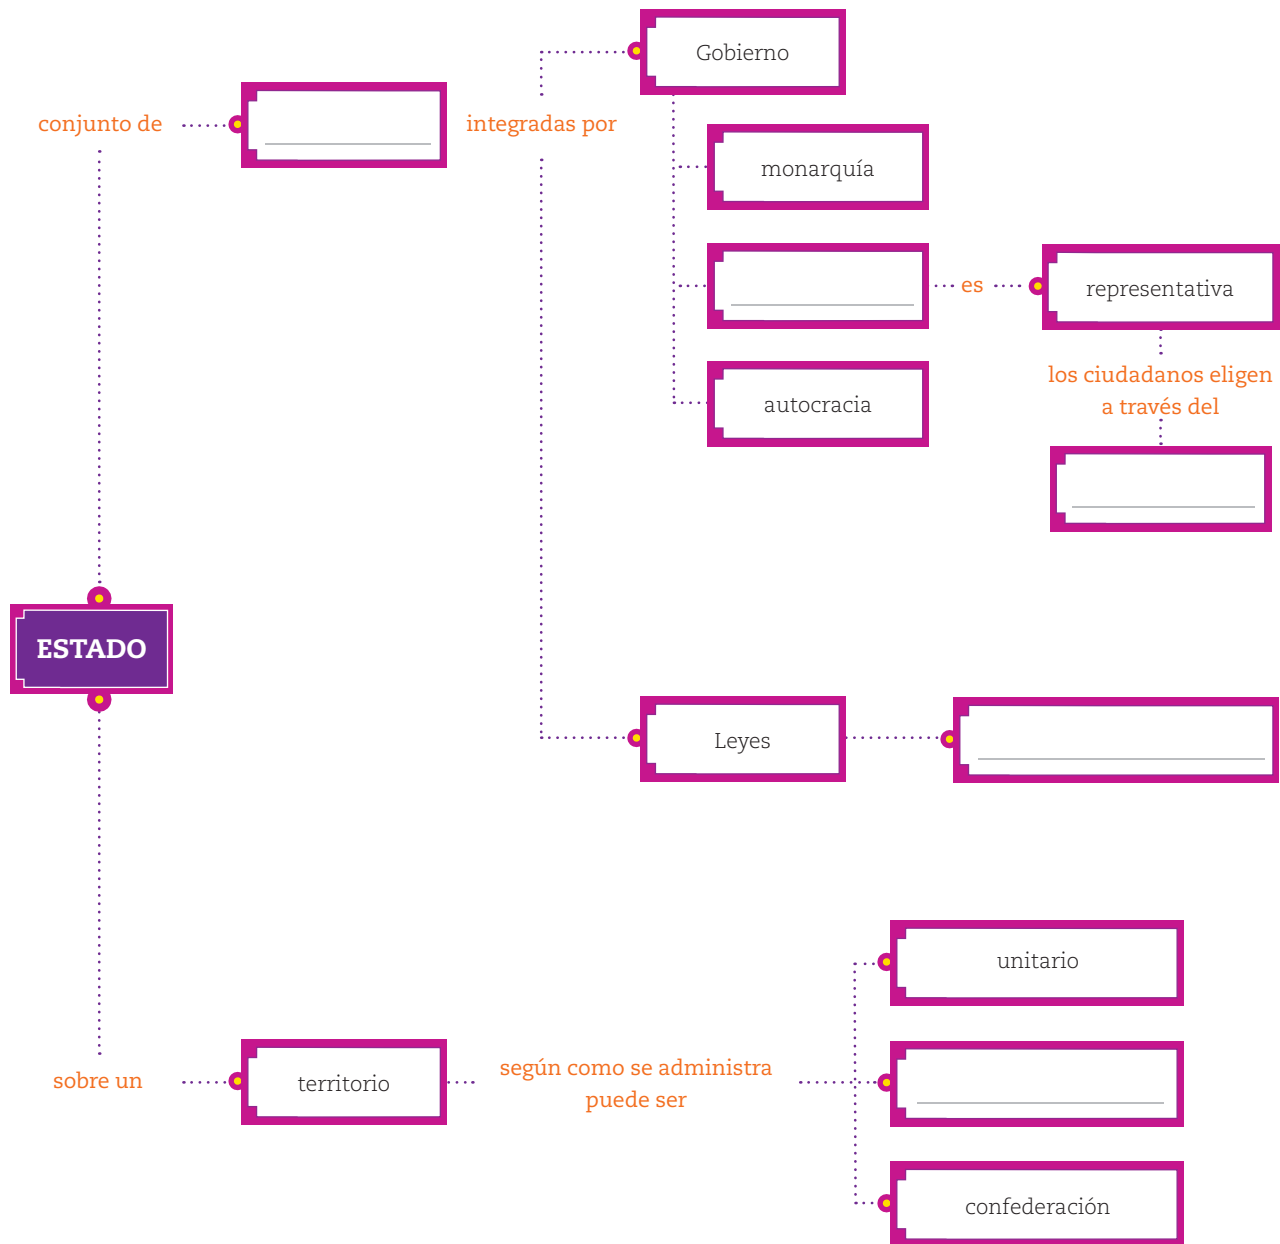 Gobierno
conjunto de
integradas por
monarquía
es
representativa
los ciudadanos eligen
a través del
autocracia
ESTADO
Leyes
unitario
sobre un
territorio
según como se administra
puede ser
confederación